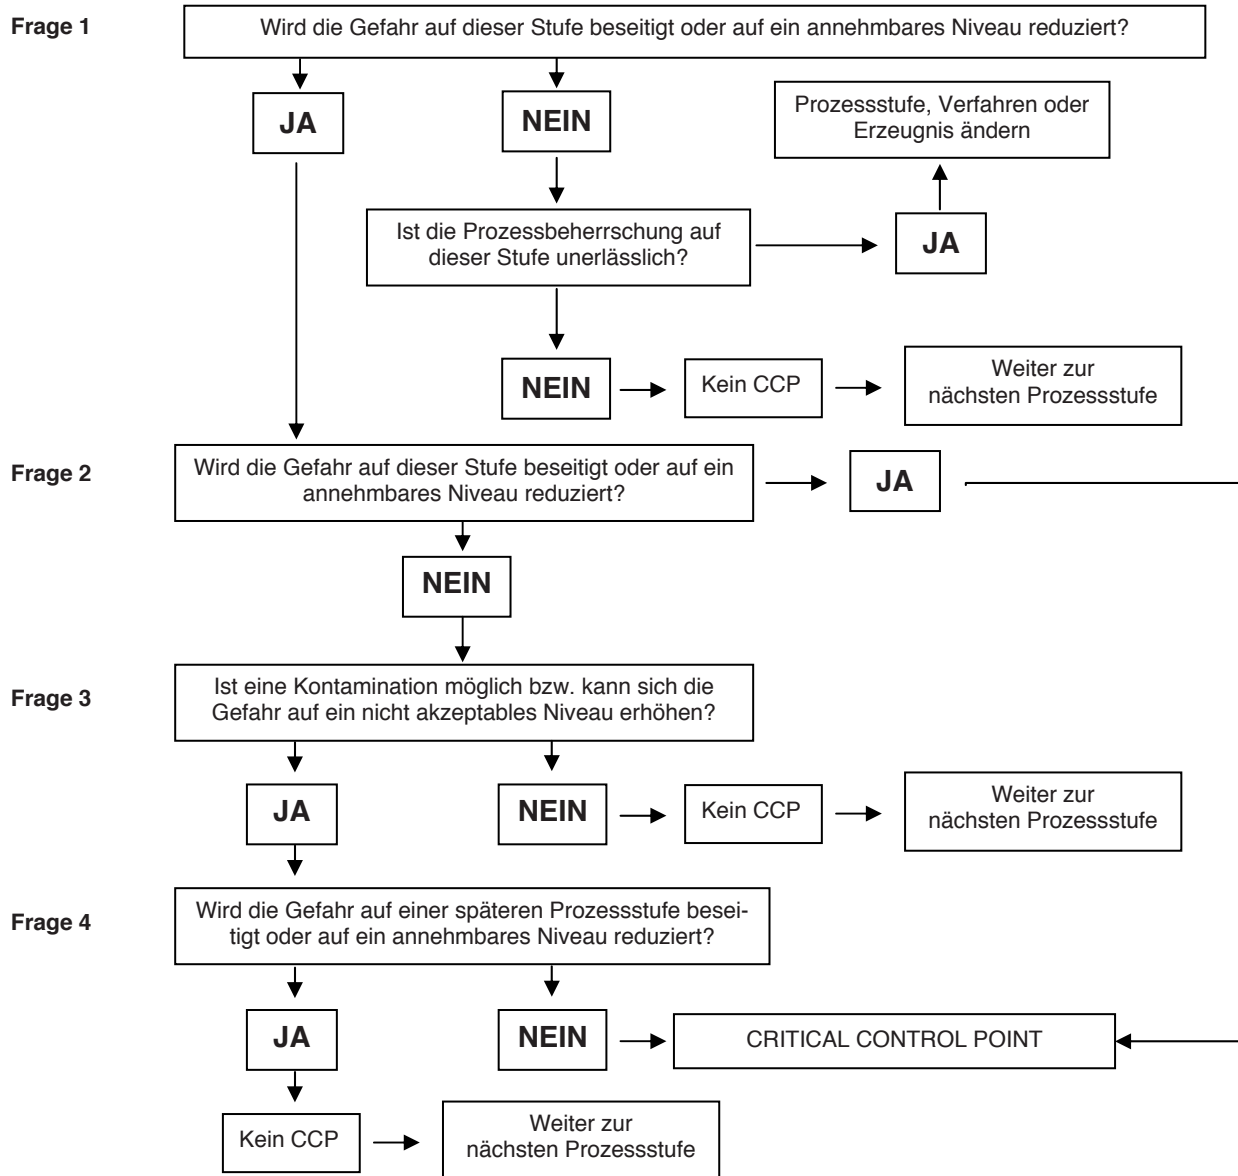 Frage 1
Wird die Gefahr auf dieser Stufe beseitigt oder auf ein annehmbares Niveau reduziert?
JA
NEIN
Prozessstufe, Verfahren oder
Erzeugnis ändern
Ist die Prozessbeherrschung auf
dieser Stufe unerlässlich?
JA
NEIN
Kein CCP
Weiter zur
nächsten Prozessstufe
Frage 2
Wird die Gefahr auf dieser Stufe beseitigt oder auf ein
annehmbares Niveau reduziert?
JA
NEIN
Frage 3
Ist eine Kontamination möglich bzw. kann sich die
Gefahr auf ein nicht akzeptables Niveau erhöhen?
JA
NEIN
Kein CCP
Weiter zur
nächsten Prozessstufe
Frage 4
Wird die Gefahr auf einer späteren Prozessstufe besei-
tigt oder auf ein annehmbares Niveau reduziert?
JA
NEIN
CRITICAL CONTROL POINT
Kein CCP
Weiter zur
nächsten Prozessstufe